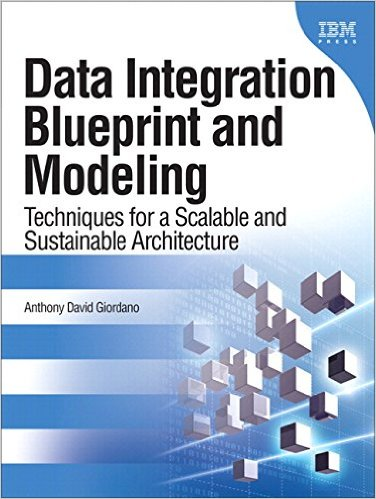 IBM
PRESS
Data Integration
Blueprint and
Modeling
Techniques for a Scalable and
Sustainable Architecture
Anthony David Giordano